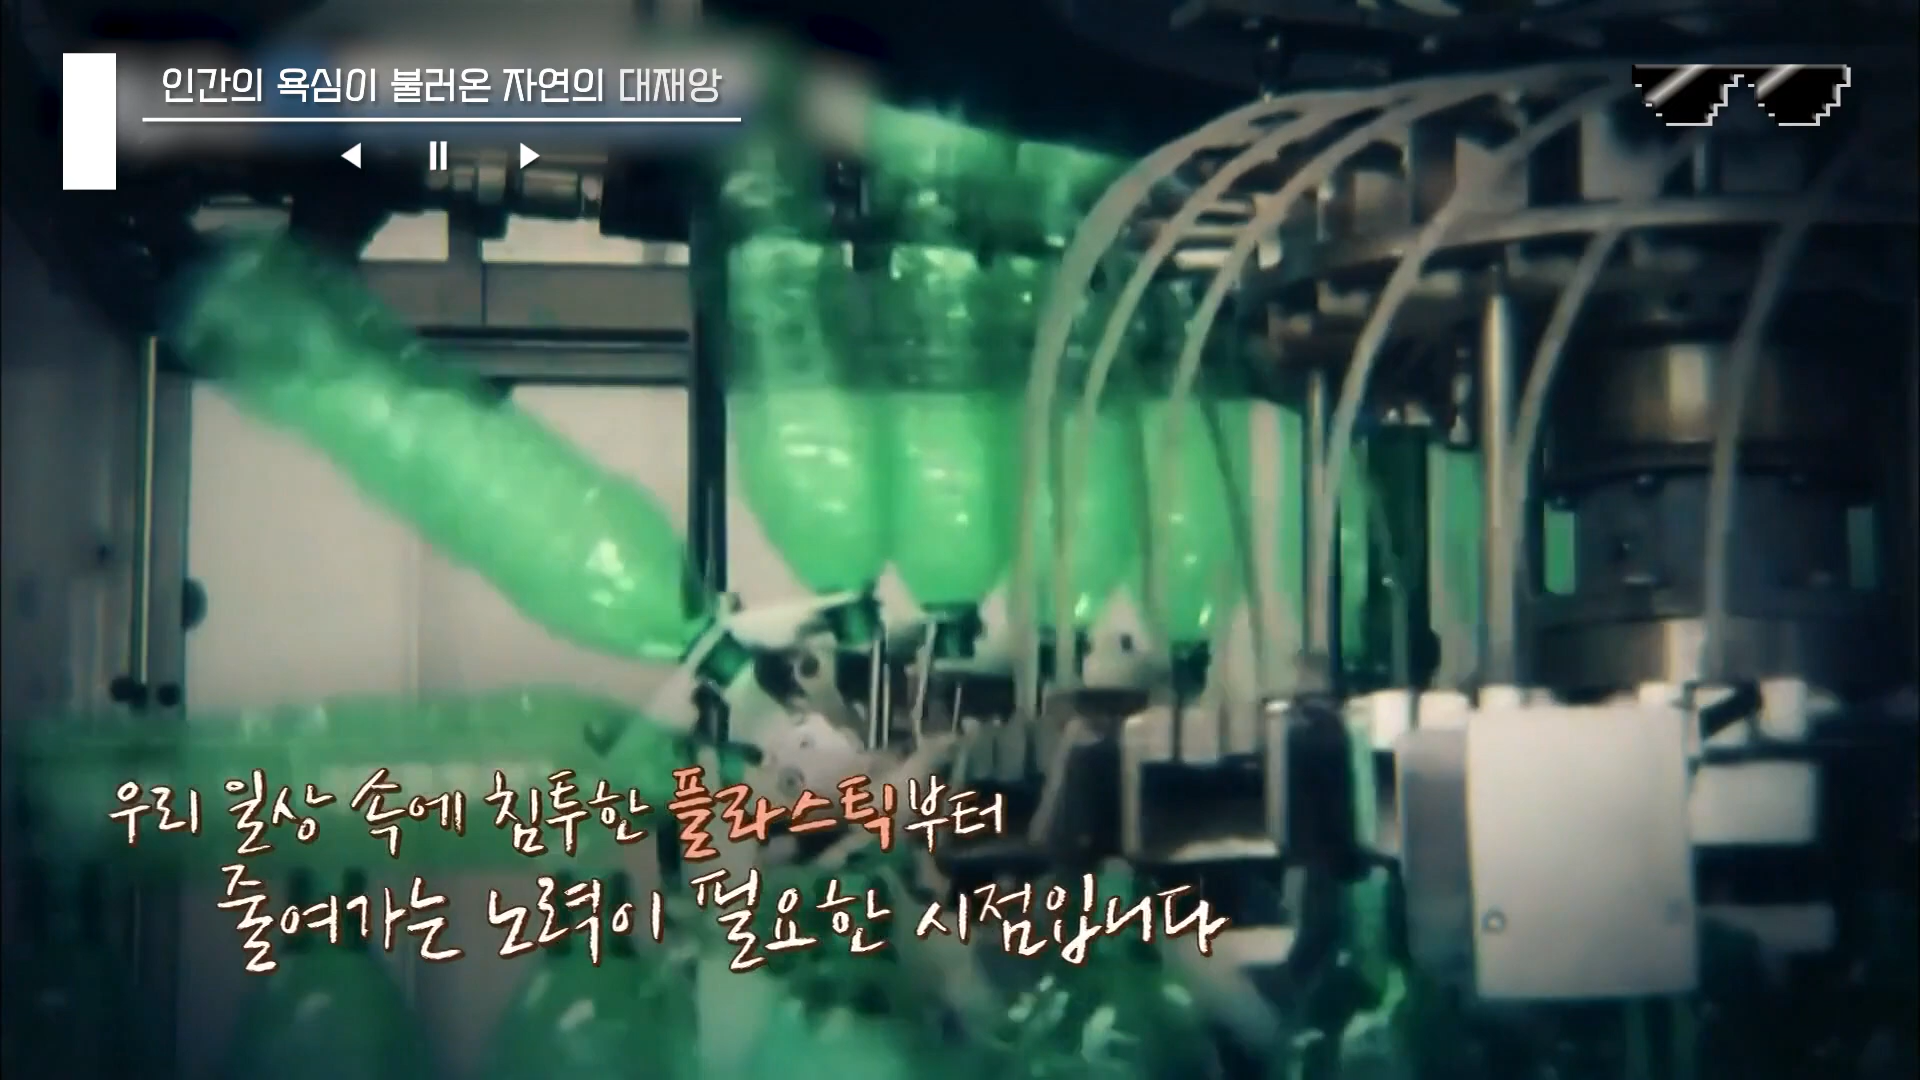 인간의 욕심이 불러온 자연의 대재앙
우리 일상 속에 침투한 플라스틱부터
줄여가는 노력이 필요한 시점입니다